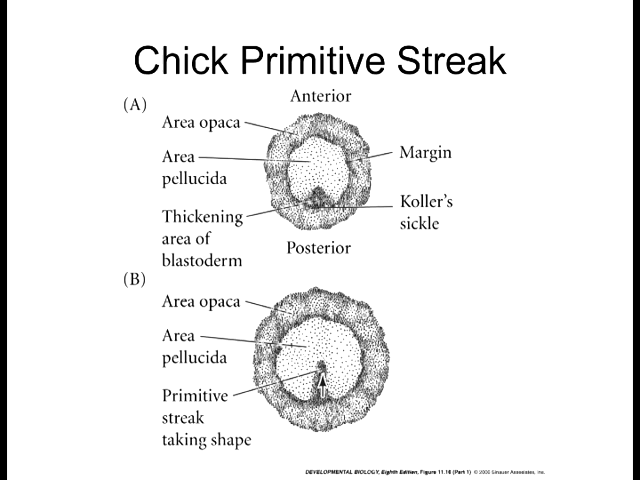 Chick Primitive Streak
(A)
Anterior
Area opaca
Area
pellucida
Margin
Thickening
area of
blastoderm
Koller's
sickle
Posterior
(B)
Area opaca
Area
pellucida
Primitive
streak
taking shape
DEVELOPMENTAL BIOLOGY, Eighth Edition, Figure 11.16 (Part 1) © 2006 Sinauer Associates, Inc.